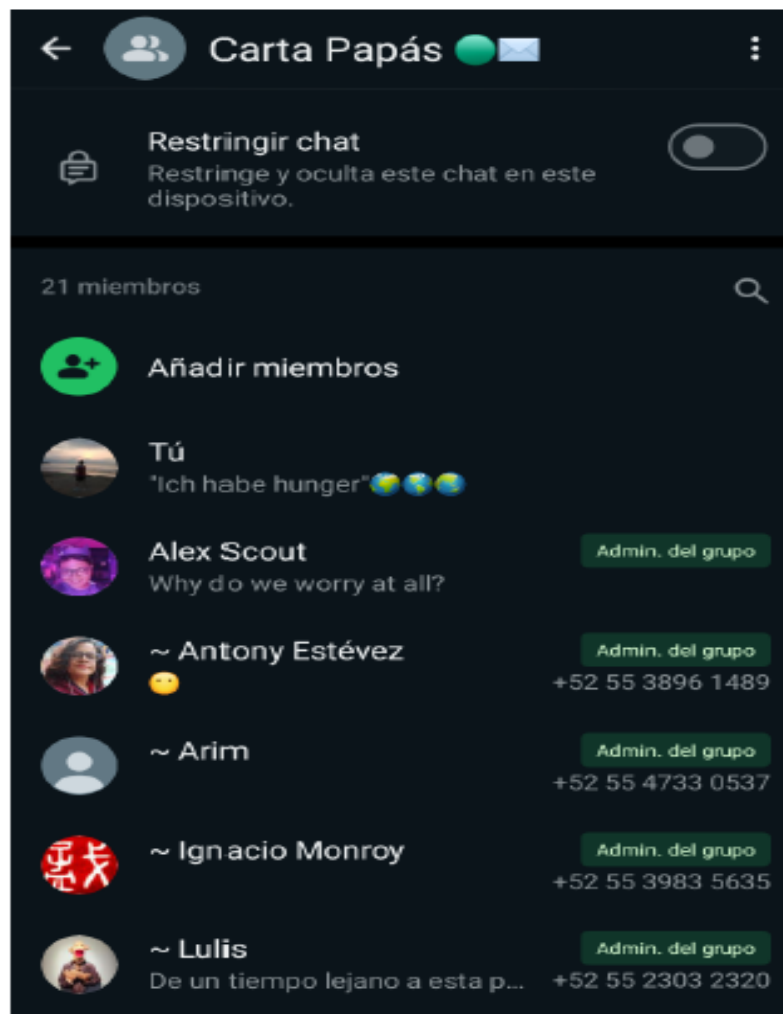 Carta Papás 🟢✉️
Restringir chat
Restringe y oculta este chat en este
dispositivo.
21 miembros
Añadir miembros
Tú
"Ich habe hunger"🌍🌎🌏
Alex Scout
Admin. del grupo
Why do we worry at all?
~ Antony Estévez
Admin. del grupo
😶
+52 55 3896 1489
~ Arim
Admin. del grupo
+52 55 4733 0537
~ Ignacio Monroy
Admin. del grupo
+52 55 3983 5635
~ Lulis
Admin. del grupo
De un tiempo lejano a esta p...
+52 55 2303 2320